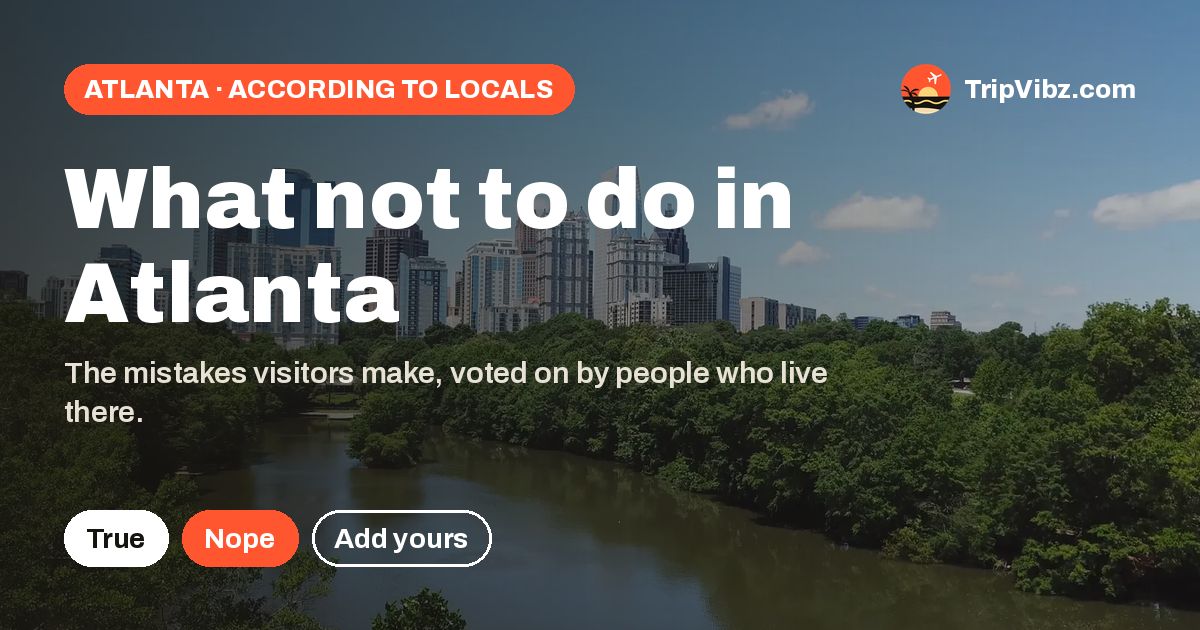 ATLANTA · ACCORDING TO LOCALS
TripVibz.com
What not to do in
Atlanta
The mistakes visitors make, voted on by people who live
there.
True
Nope
Add yours
W